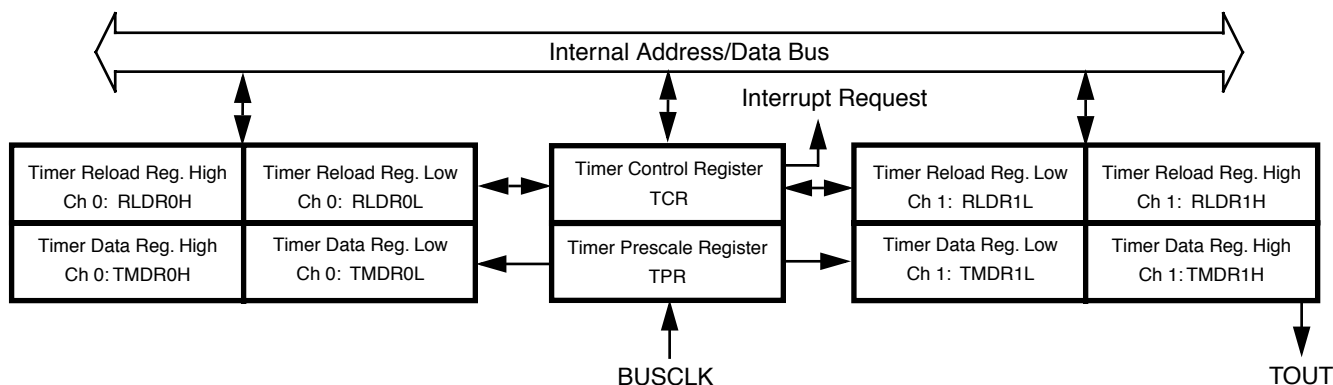 Internal Address/Data Bus
Interrupt Request
Timer Reload Reg. High
Ch 0: RLDR0H
Timer Reload Reg. Low
Ch 0: RLDR0L
Timer Data Reg. High
Ch 0: TMDR0H
Timer Data Reg. Low
Ch 0: TMDR0L
Timer Control Register
TCR
Timer Prescale Register
TPR
Timer Reload Reg. Low
Ch 1: RLDR1L
Timer Reload Reg. High
Ch 1: RLDR1H
Timer Data Reg. Low
Ch 1: TMDR1L
Timer Data Reg. High
Ch 1: TMDR1H
BUSCLK
TOUT